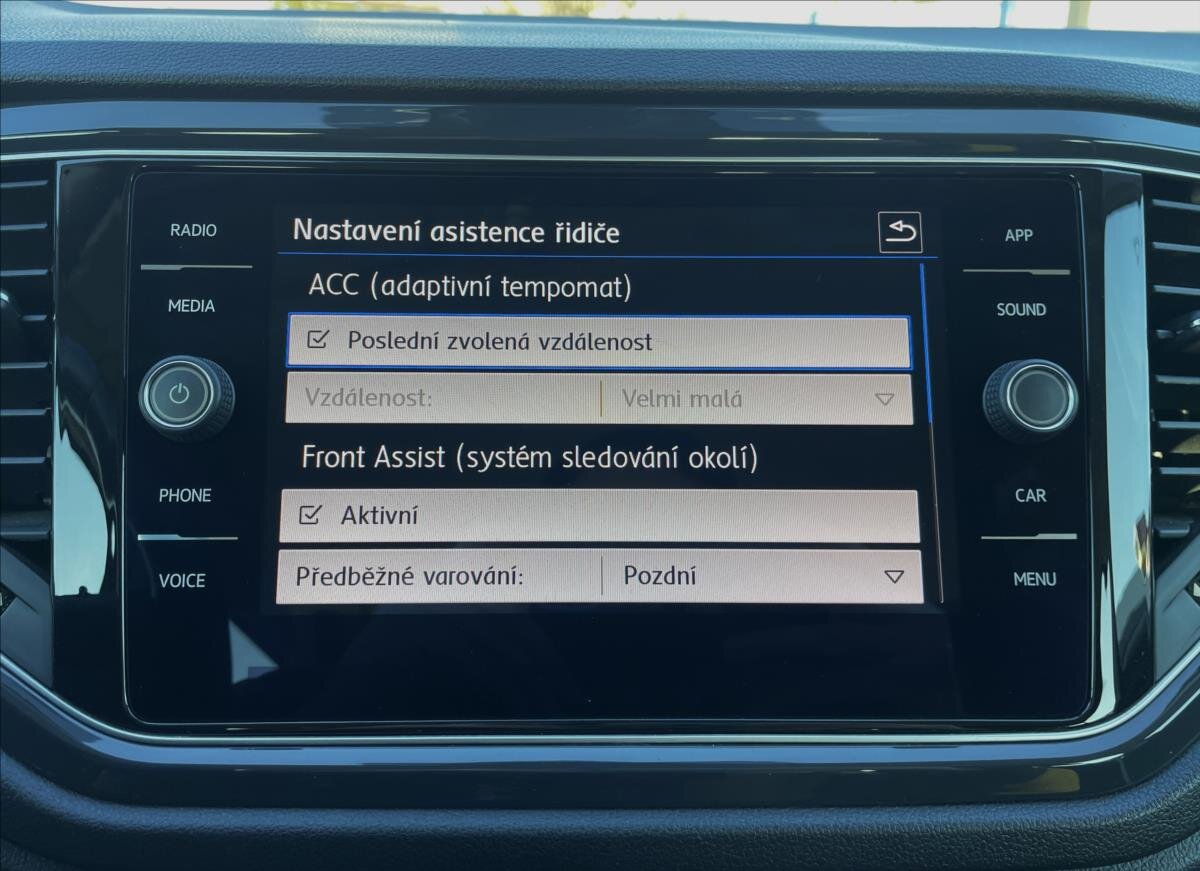 RADIO
MEDIA
PHONE
VOICE
Nastavení asistence řidiče
ACC (adaptivní tempomat)
Poslední zvolená vzdálenost
Vzdálenost: Velmi malá
Front Assist (systém sledování okolí)
Aktivní
Předběžné varování: Pozdní
APP
SOUND
CAR
MENU